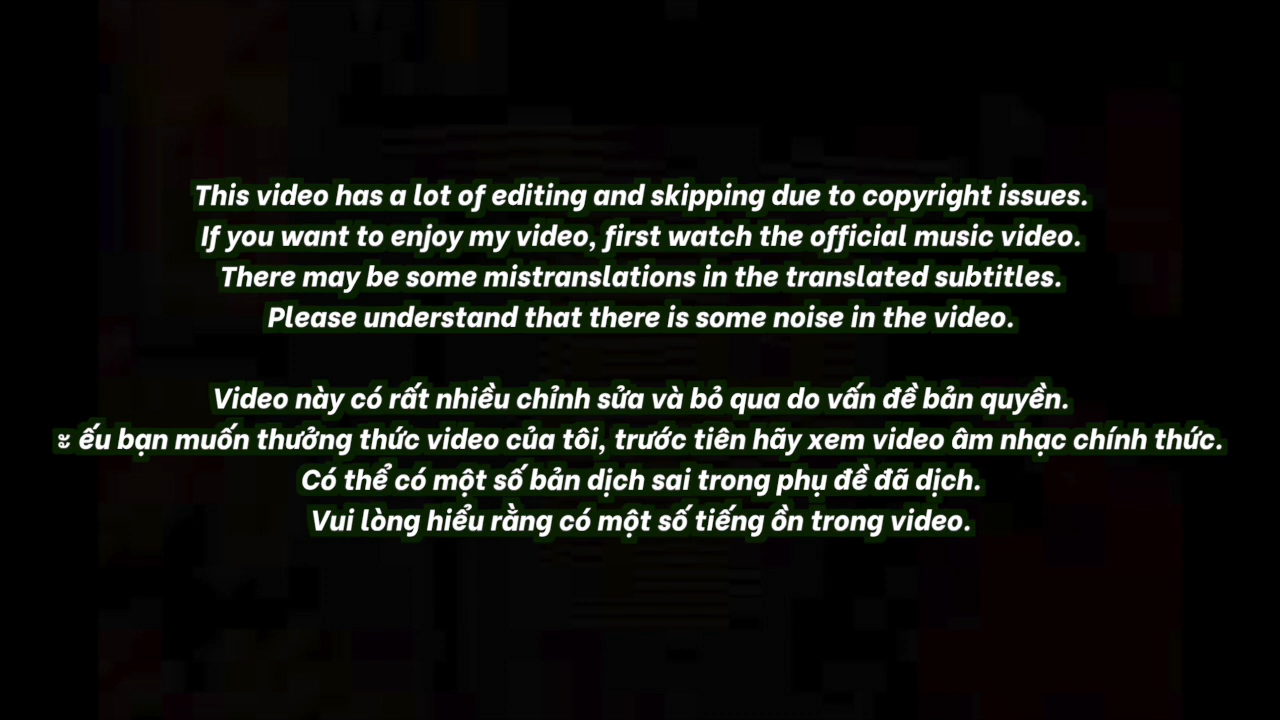 This video has a lot of editing and skipping due to copyright issues.
If you want to enjoy my video, first watch the official music video.
There may be some mistranslations in the translated subtitles.
Please understand that there is some noise in the video.
Video này có rất nhiều chỉnh sửa và bỏ qua do vấn đề bản quyền.
ếu bạn muốn thưởng thức video của tôi, trước tiên hãy xem video âm nhạc chính thức.
Có thể có một số bản dịch sai trong phụ đề đã dịch.
Vui lòng hiểu rằng có một số tiếng ồn trong video.